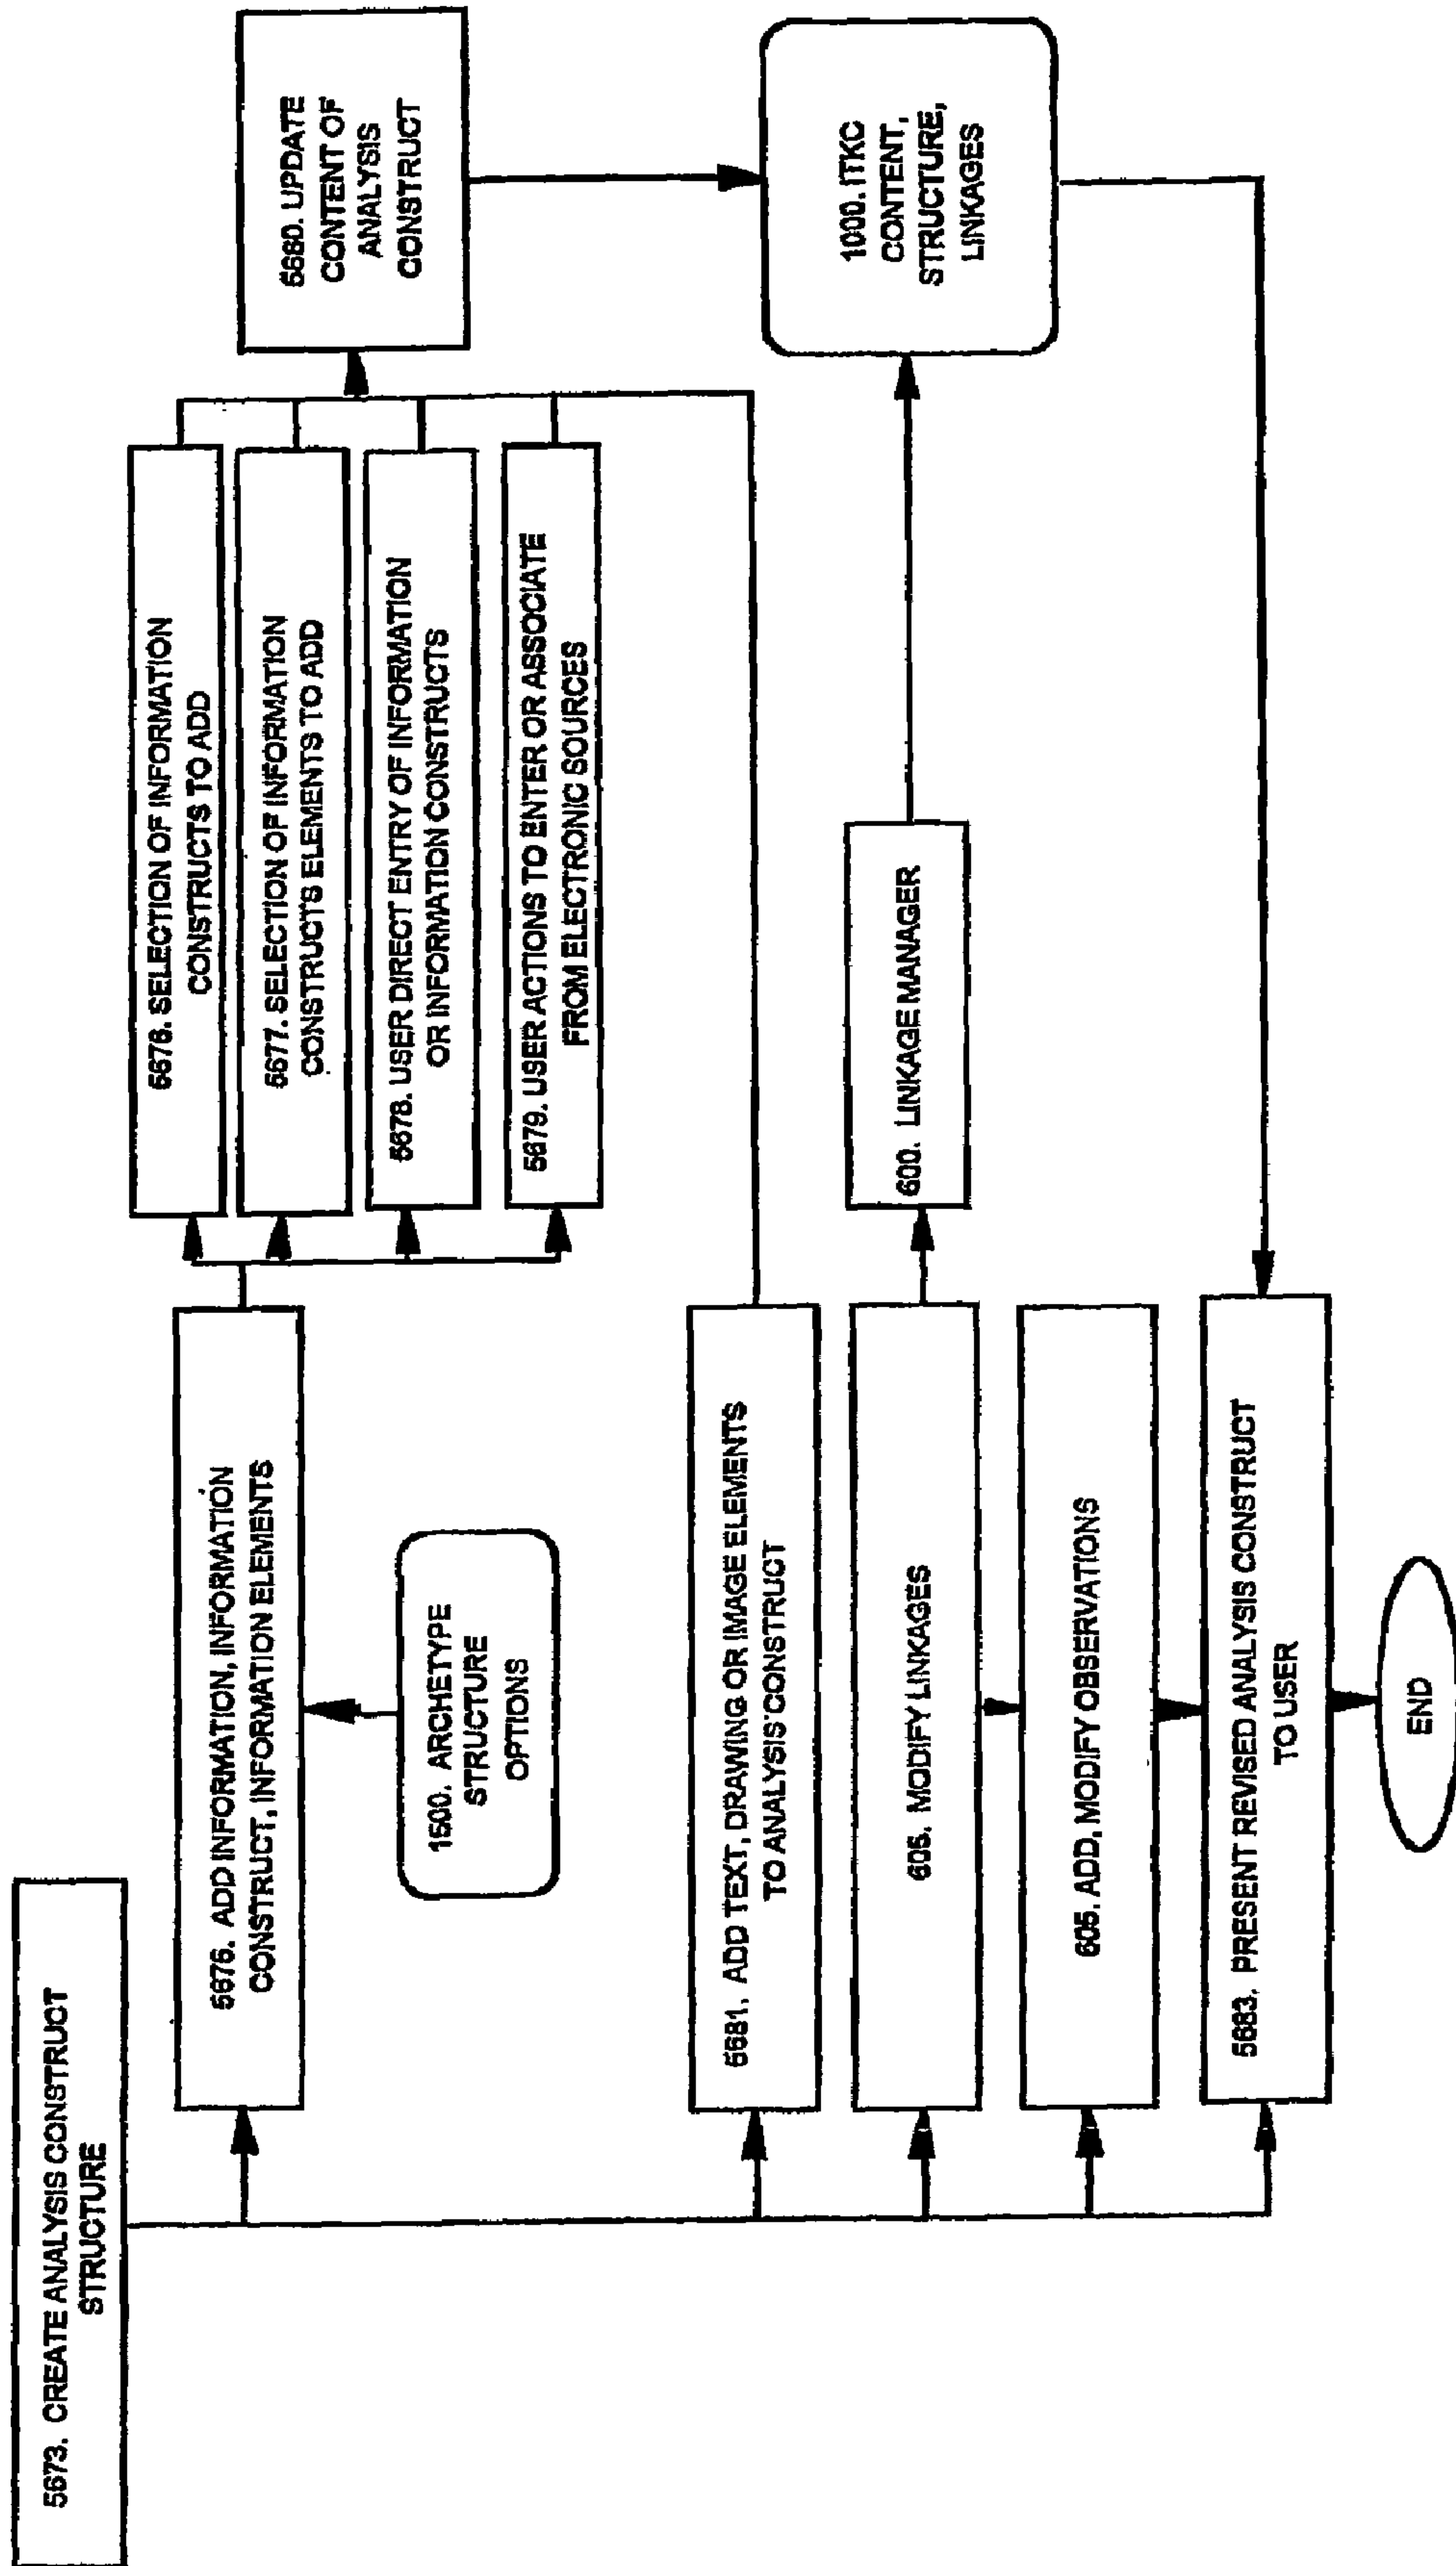 5673. CREATE ANALYSIS CONSTRUCT
STRUCTURE
5675. ADD INFORMATION, INFORMATION
CONSTRUCT, INFORMATION ELEMENTS
1500. ARCHETYPE
STRUCTURE
OPTIONS
5676. SELECTION OF INFORMATION
CONSTRUCTS TO ADD
5677. SELECTION OF INFORMATION
CONSTRUCTS ELEMENTS TO ADD
5678. USER DIRECT ENTRY OF INFORMATION
OR INFORMATION CONSTRUCTS
5679. USER ACTIONS TO ENTER OR ASSOCIATE
FROM ELECTRONIC SOURCES
5680. UPDATE
CONTENT OF
ANALYSIS
CONSTRUCT
5681. ADD TEXT, DRAWING OR IMAGE ELEMENTS
TO ANALYSIS CONSTRUCT
605. MODIFY LINKAGES
600. LINKAGE MANAGER
1000. ITKC
CONTENT,
STRUCTURE,
LINKAGES
605. ADD, MODIFY OBSERVATIONS
5683. PRESENT REVISED ANALYSIS CONSTRUCT
TO USER
END